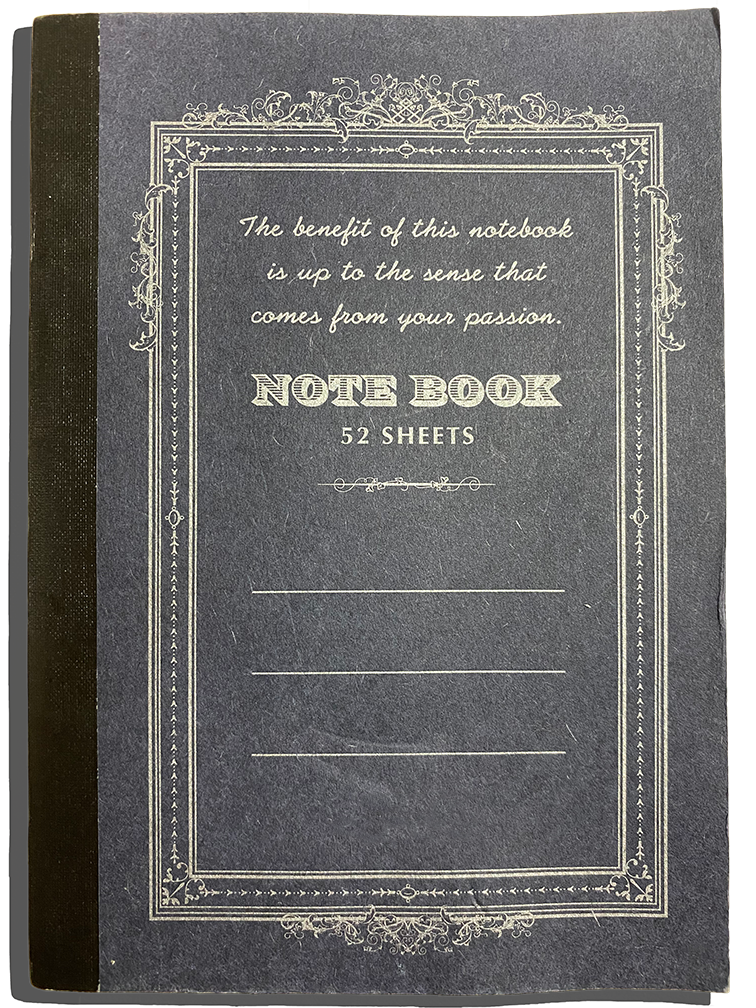 The benefit of this notebook
is up to the sense that
comes from your passion.
NOTE BOOK
52 SHEETS